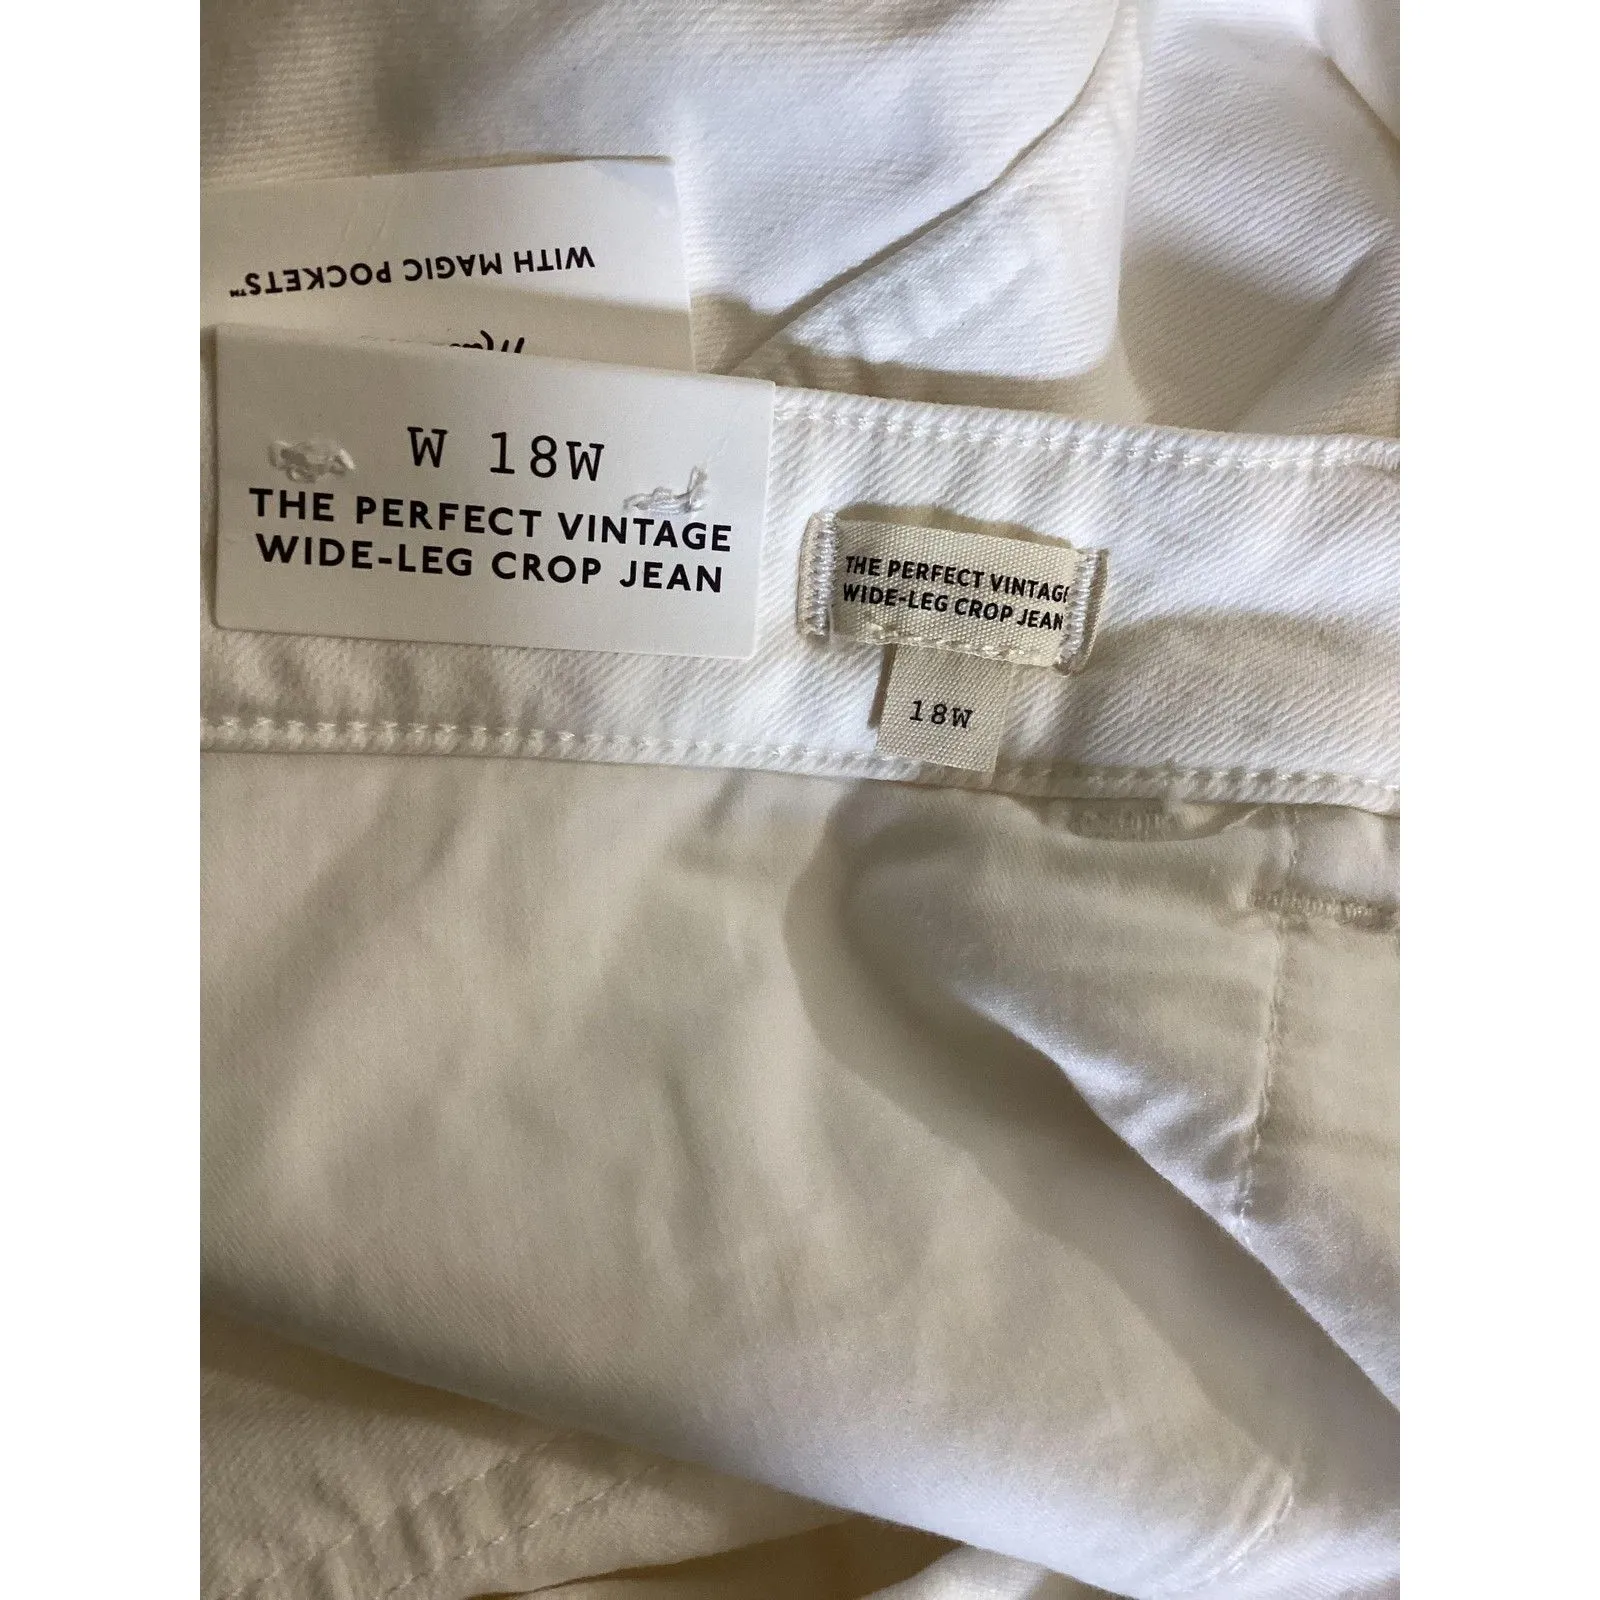 WITH MAGIC POCKETS™
W 18W
THE PERFECT VINTAGE
WIDE-LEG CROP JEAN
THE PERFECT VINTAGE
WIDE-LEG CROP JEAN
18W